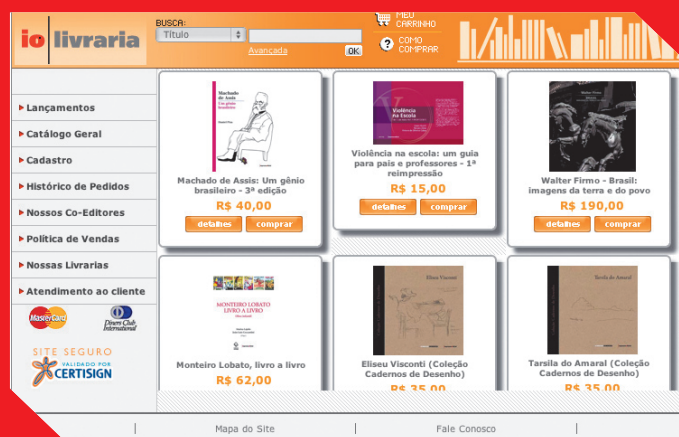 io livraria
BUSCA:
Título
Avançada
OK
MEU
CARRINHO
?
COMO
COMPRAR
Lançamentos
Catálogo Geral
Cadastro
Histórico de Pedidos
Nossos Co-Editores
Política de Vendas
Nossas Livrarias
Atendimento ao cliente
MasterCard
Diners Club
International
SITE SEGURO
VALIDADO POR
CERTISIGN
Machado
de Assis
Um gênio
brasileiro
Machado de Assis: Um gênio
brasileiro - 3ª edição
R$ 40,00
detalhes comprar
Violência
na Escola
Violência na escola: um guia
para pais e professores - 1ª
reimpressão
R$ 15,00
detalhes comprar
Walter Firmo
Walter Firmo - Brasil:
imagens da terra e do povo
R$ 190,00
detalhes comprar
MONTEIRO LOBATO
LIVRO A LIVRO
Monteiro Lobato, livro a livro
R$ 62,00
Eliseu Visconti
Eliseu Visconti (Coleção
Cadernos de Desenho)
R$ 35,00
Tarsila do Amaral
Tarsila do Amaral (Coleção
Cadernos de Desenho)
R$ 35,00
Mapa do Site
Fale Conosco